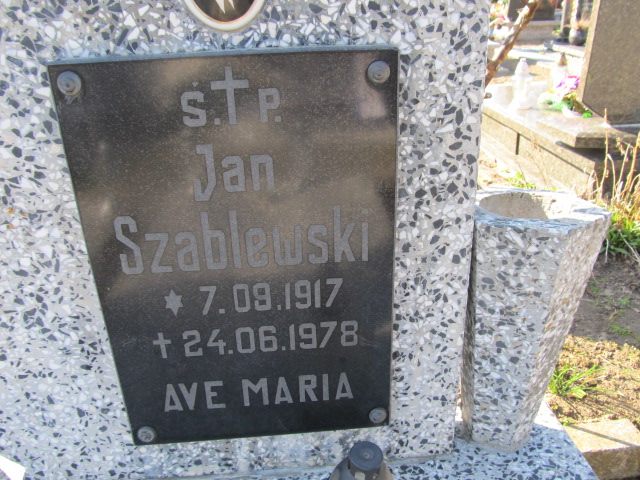 Ś.†P.
Jan
Szablewski
* 7.09.1917
† 24.06.1978
AVE MARIA